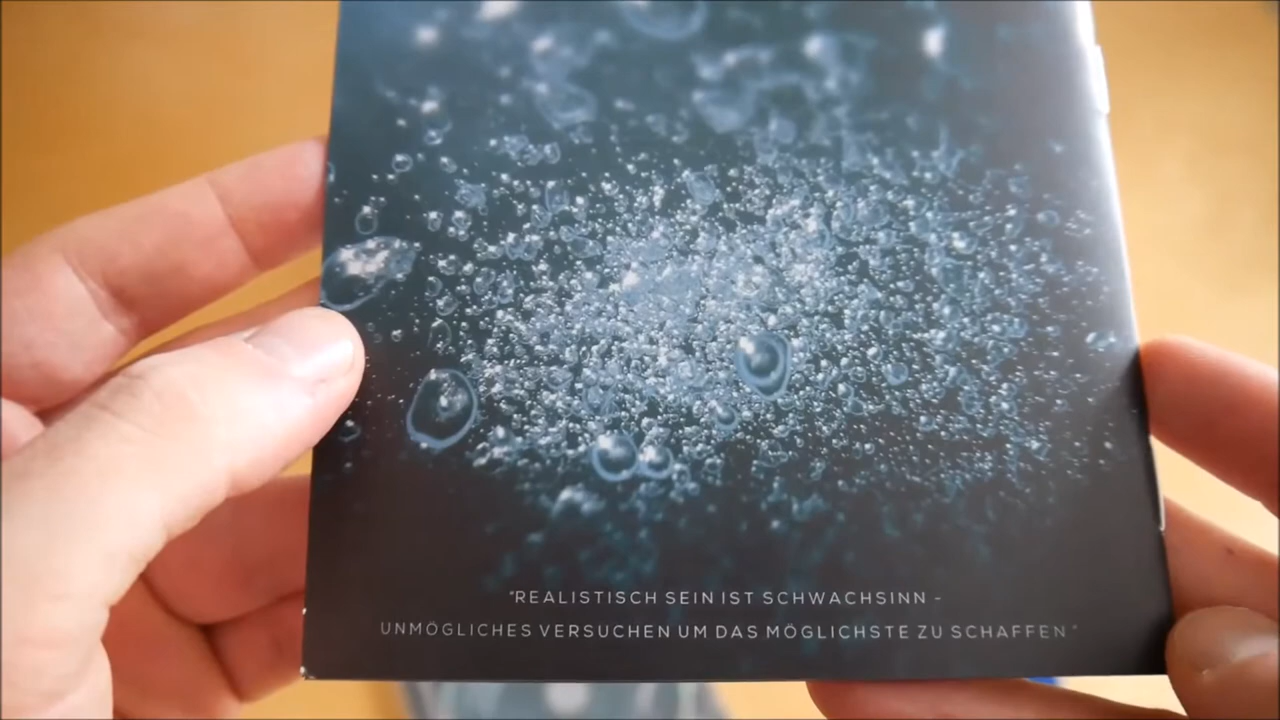 "REALISTISCH SEIN IST SCHWACHSINN -
UNMÖGLICHES VERSUCHEN UM DAS MÖGLICHSTE ZU SCHAFFEN"